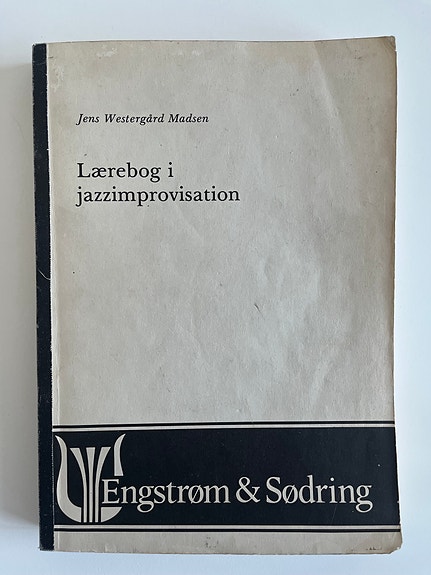 Jens Westergård Madsen
Lærebog i
jazzimprovisation
Engstrøm & Sødring